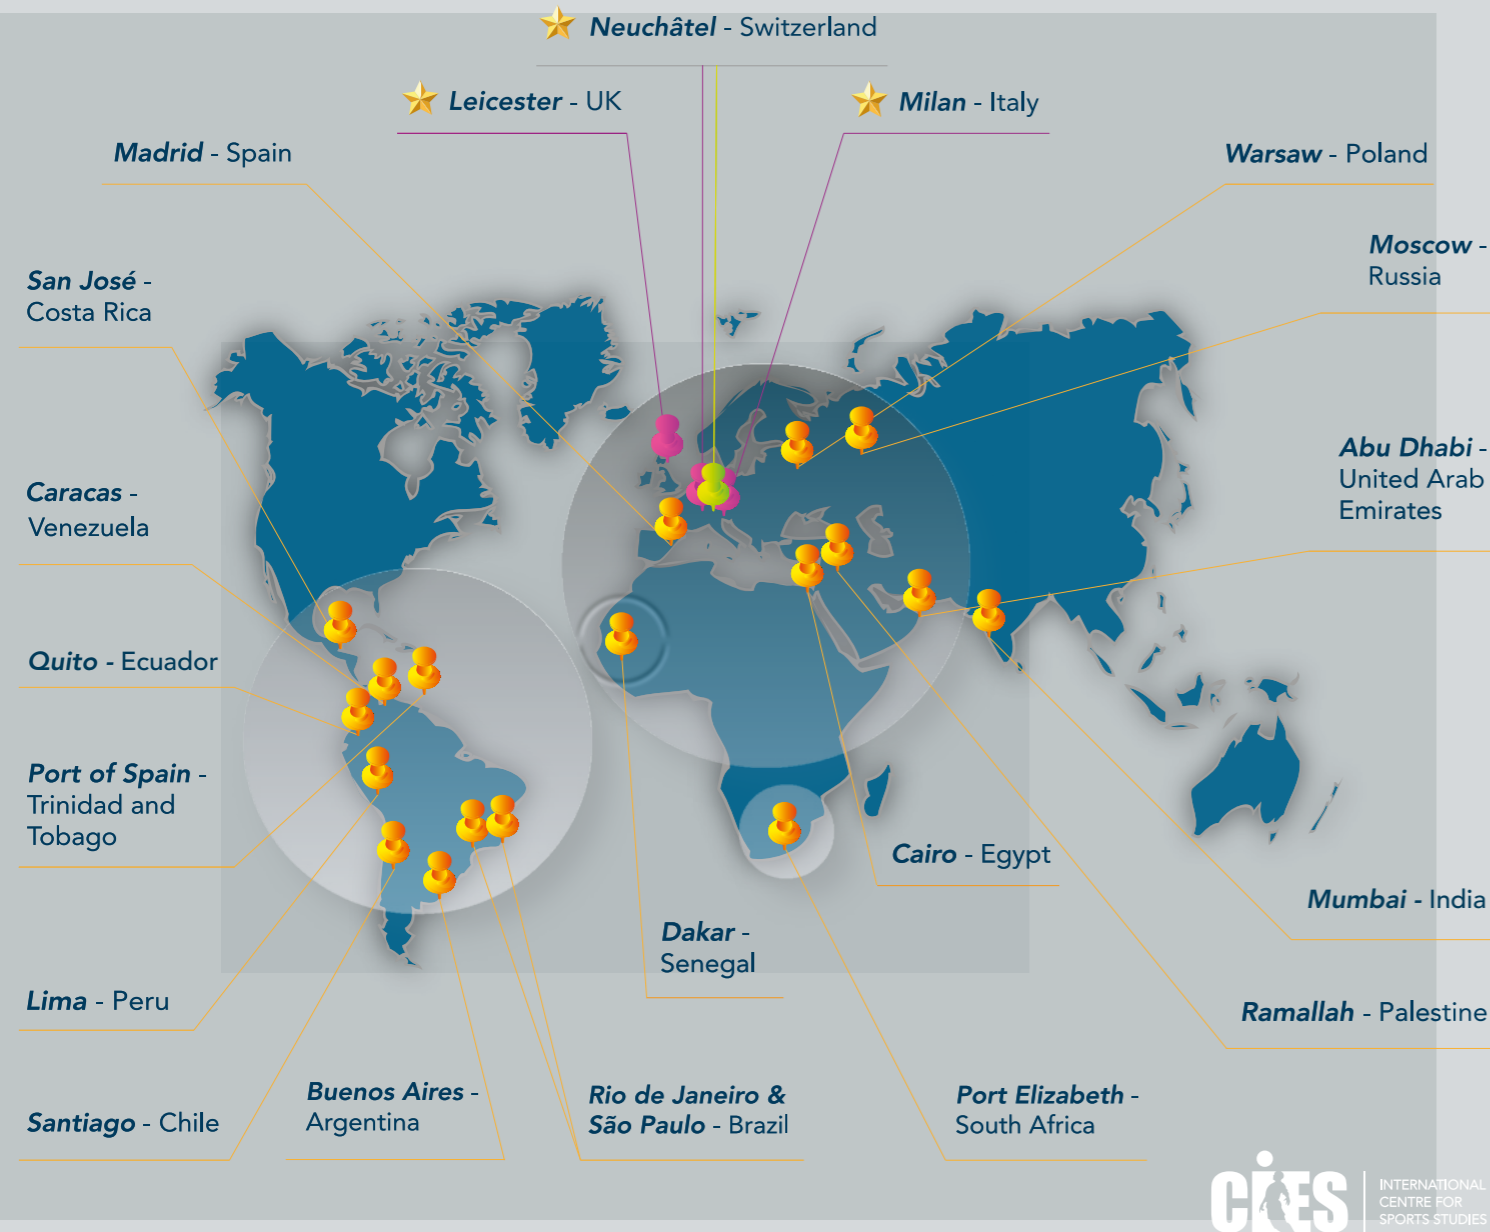 Neuchâtel - Switzerland
Leicester - UK
Milan - Italy
Madrid - Spain
Warsaw - Poland
Moscow -
Russia
San José -
Costa Rica
Abu Dhabi -
United Arab
Emirates
Caracas -
Venezuela
Quito - Ecuador
Port of Spain -
Trinidad and
Tobago
Cairo - Egypt
Mumbai - India
Dakar -
Senegal
Lima - Peru
Ramallah - Palestine
Buenos Aires -
Argentina
Rio de Janeiro &
São Paulo - Brazil
Port Elizabeth -
South Africa
Santiago - Chile
CIES
INTERNATIONAL
CENTRE FOR
SPORTS STUDIES